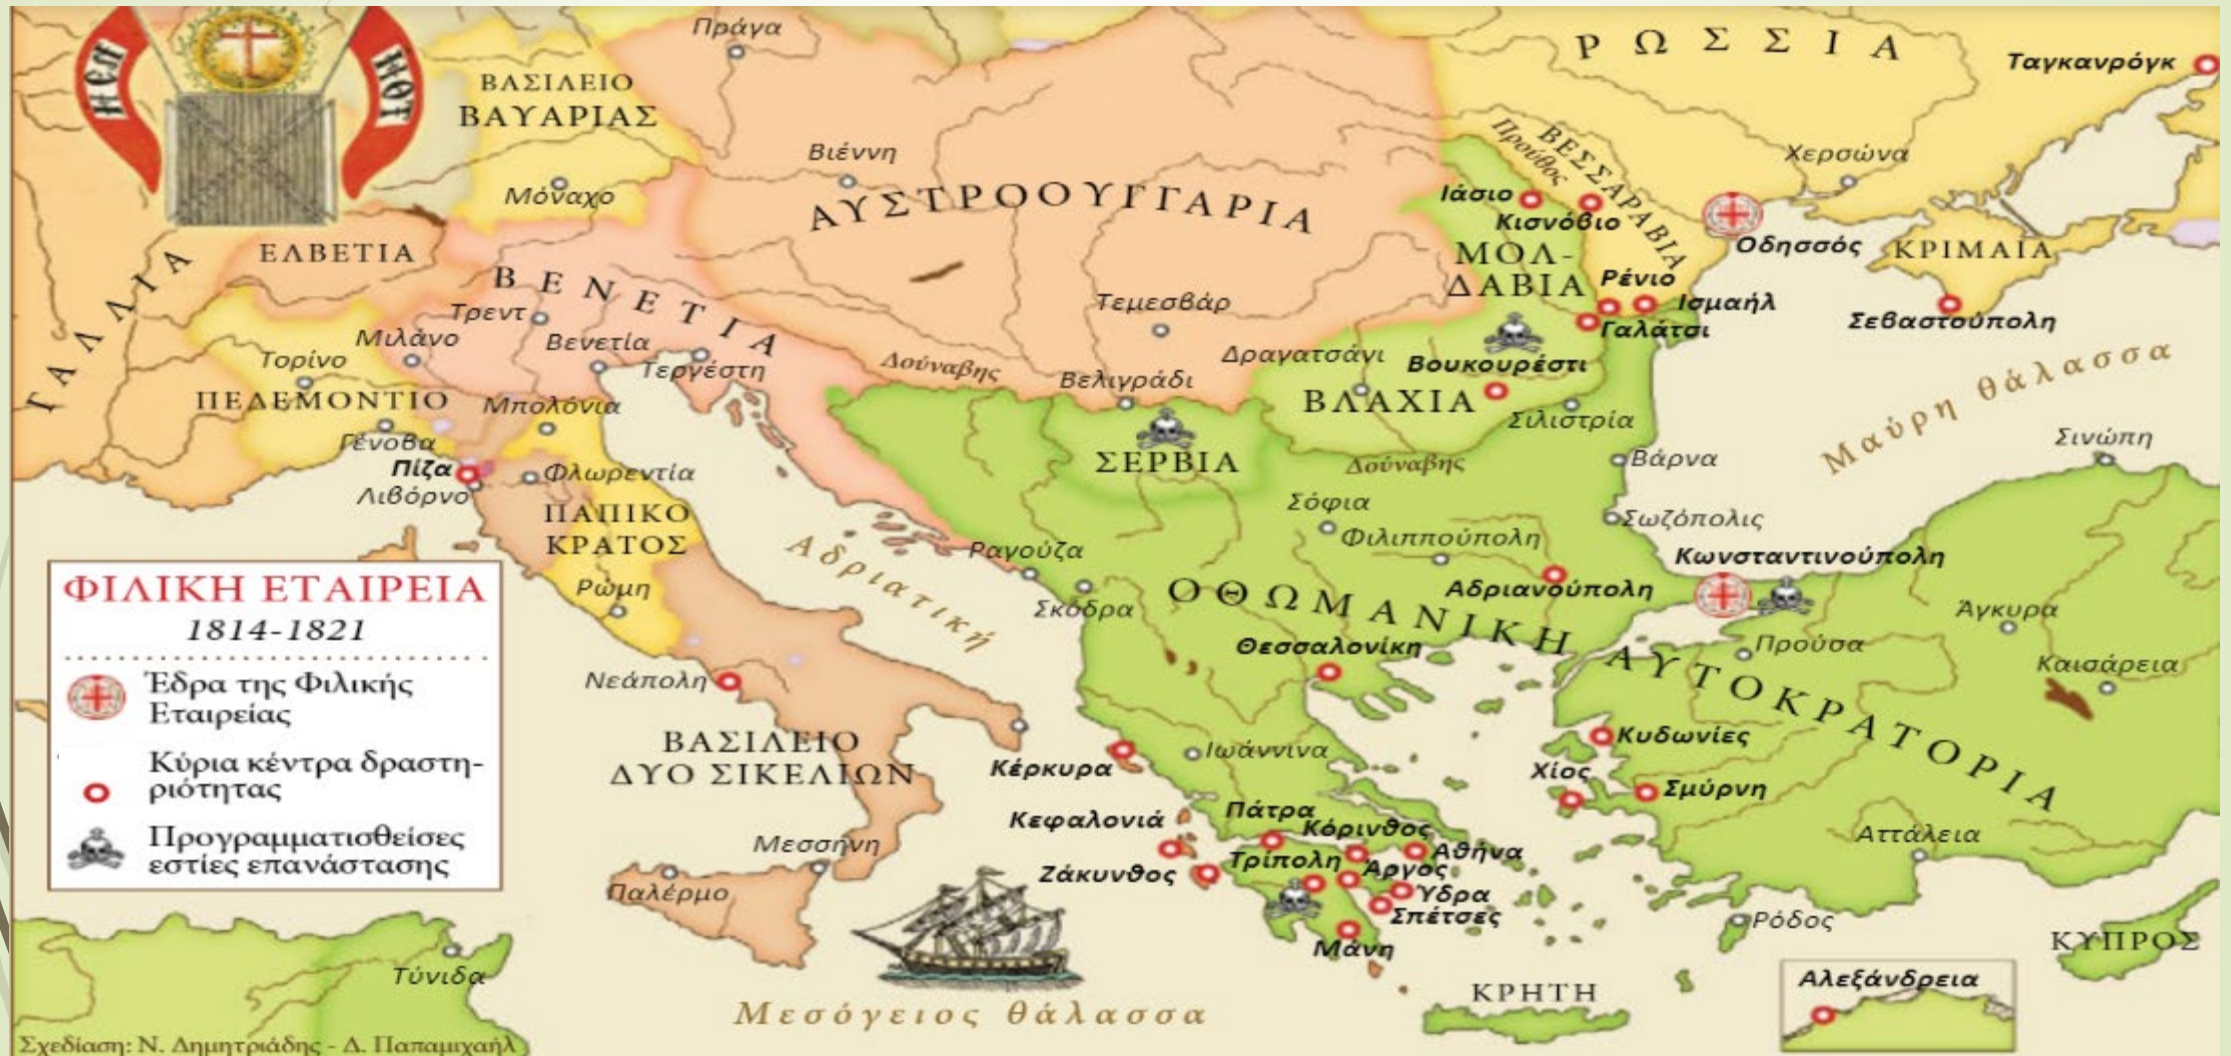 ΗΕΑ
ΗΘΤ
Πράγα
ΡΩΣΣΙΑ
Ταγκανρόγκ
ΒΑΣΙΛΕΙΟ
ΒΑΥΑΡΙΑΣ
Βιέννη
Προύθος
ΒΕΣΣΑΡΑΒΙΑ
Χερσώνα
Μόναχο
ΑΥΣΤΡΟΟΥΓΓΑΡΙΑ
Ιάσιο
Κισνόβιο
Οδησσός
ΚΡΙΜΑΙΑ
ΓΑΛΛΙΑ
ΕΛΒΕΤΙΑ
ΒΕΝΕΤΙΑ
ΜΟΛ-
ΔΑΒΙΑ
Ρένιο
Ισμαήλ
Γαλάτσι
Σεβαστούπολη
Τρεντ
Μιλάνο
Βενετία
Τεργέστη
Τεμεσβάρ
Τορίνο
ΠΕΔΕΜΟΝΤΙΟ
Μπολόνια
Δούναβης
Βελιγράδι
Δραγατσάνι
Βουκουρέστι
ΒΛΑΧΙΑ
Σιλιστρία
Μαύρη θάλασσα
Γένοβα
Πίζα
Λιβόρνο
Φλωρεντία
ΣΕΡΒΙΑ
Δούναβης
Βάρνα
Σινώπη
ΠΑΠΙΚΟ
ΚΡΑΤΟΣ
Σόφια
Φιλιππούπολη
Σωζόπολις
Αδριατική
Ραγούζα
Σκόδρα
Κωνσταντινούπολη
Αδριανούπολη
ΟΘΩΜΑΝΙΚΗ ΑΥΤΟΚΡΑΤΟΡΙΑ
Ρώμη
Άγκυρα
Προύσα
Καισάρεια
Θεσσαλονίκη
Νεάπολη
ΒΑΣΙΛΕΙΟ
ΔΥΟ ΣΙΚΕΛΙΩΝ
Κέρκυρα
Ιωάννινα
Κυδωνίες
Χίος
Σμύρνη
Κεφαλονιά
Πάτρα
Κόρινθος
Αθήνα
Αττάλεια
Μεσσήνη
Παλέρμο
Ζάκυνθος
Τρίπολη
Άργος
Ύδρα
Σπέτσες
Μάνη
Ρόδος
ΚΥΠΡΟΣ
ΚΡΗΤΗ
Αλεξάνδρεια
Τύνιδα
Μεσόγειος θάλασσα
ΦΙΛΙΚΗ ΕΤΑΙΡΕΙΑ
1814-1821
Έδρα της Φιλικής
Εταιρείας
Κύρια κέντρα δραστη-
ριότητας
Προγραμματισθείσες
εστίες επανάστασης
Σχεδίαση: Ν. Δημητριάδης - Δ. Παπαμιχαήλ